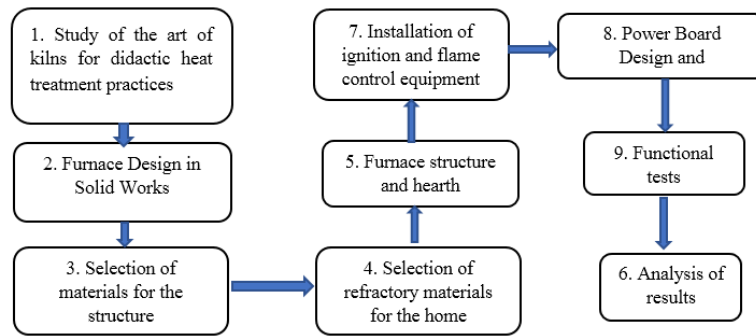 1. Study of the art of
kilns for didactic heat
treatment practices
2. Furnace Design in
Solid Works
3. Selection of
materials for the
structure
4. Selection of
refractory materials
for the home
5. Furnace structure
and hearth
7. Installation of
ignition and flame
control equipment
8. Power Board
Design and
9. Functional
tests
6. Analysis of
results